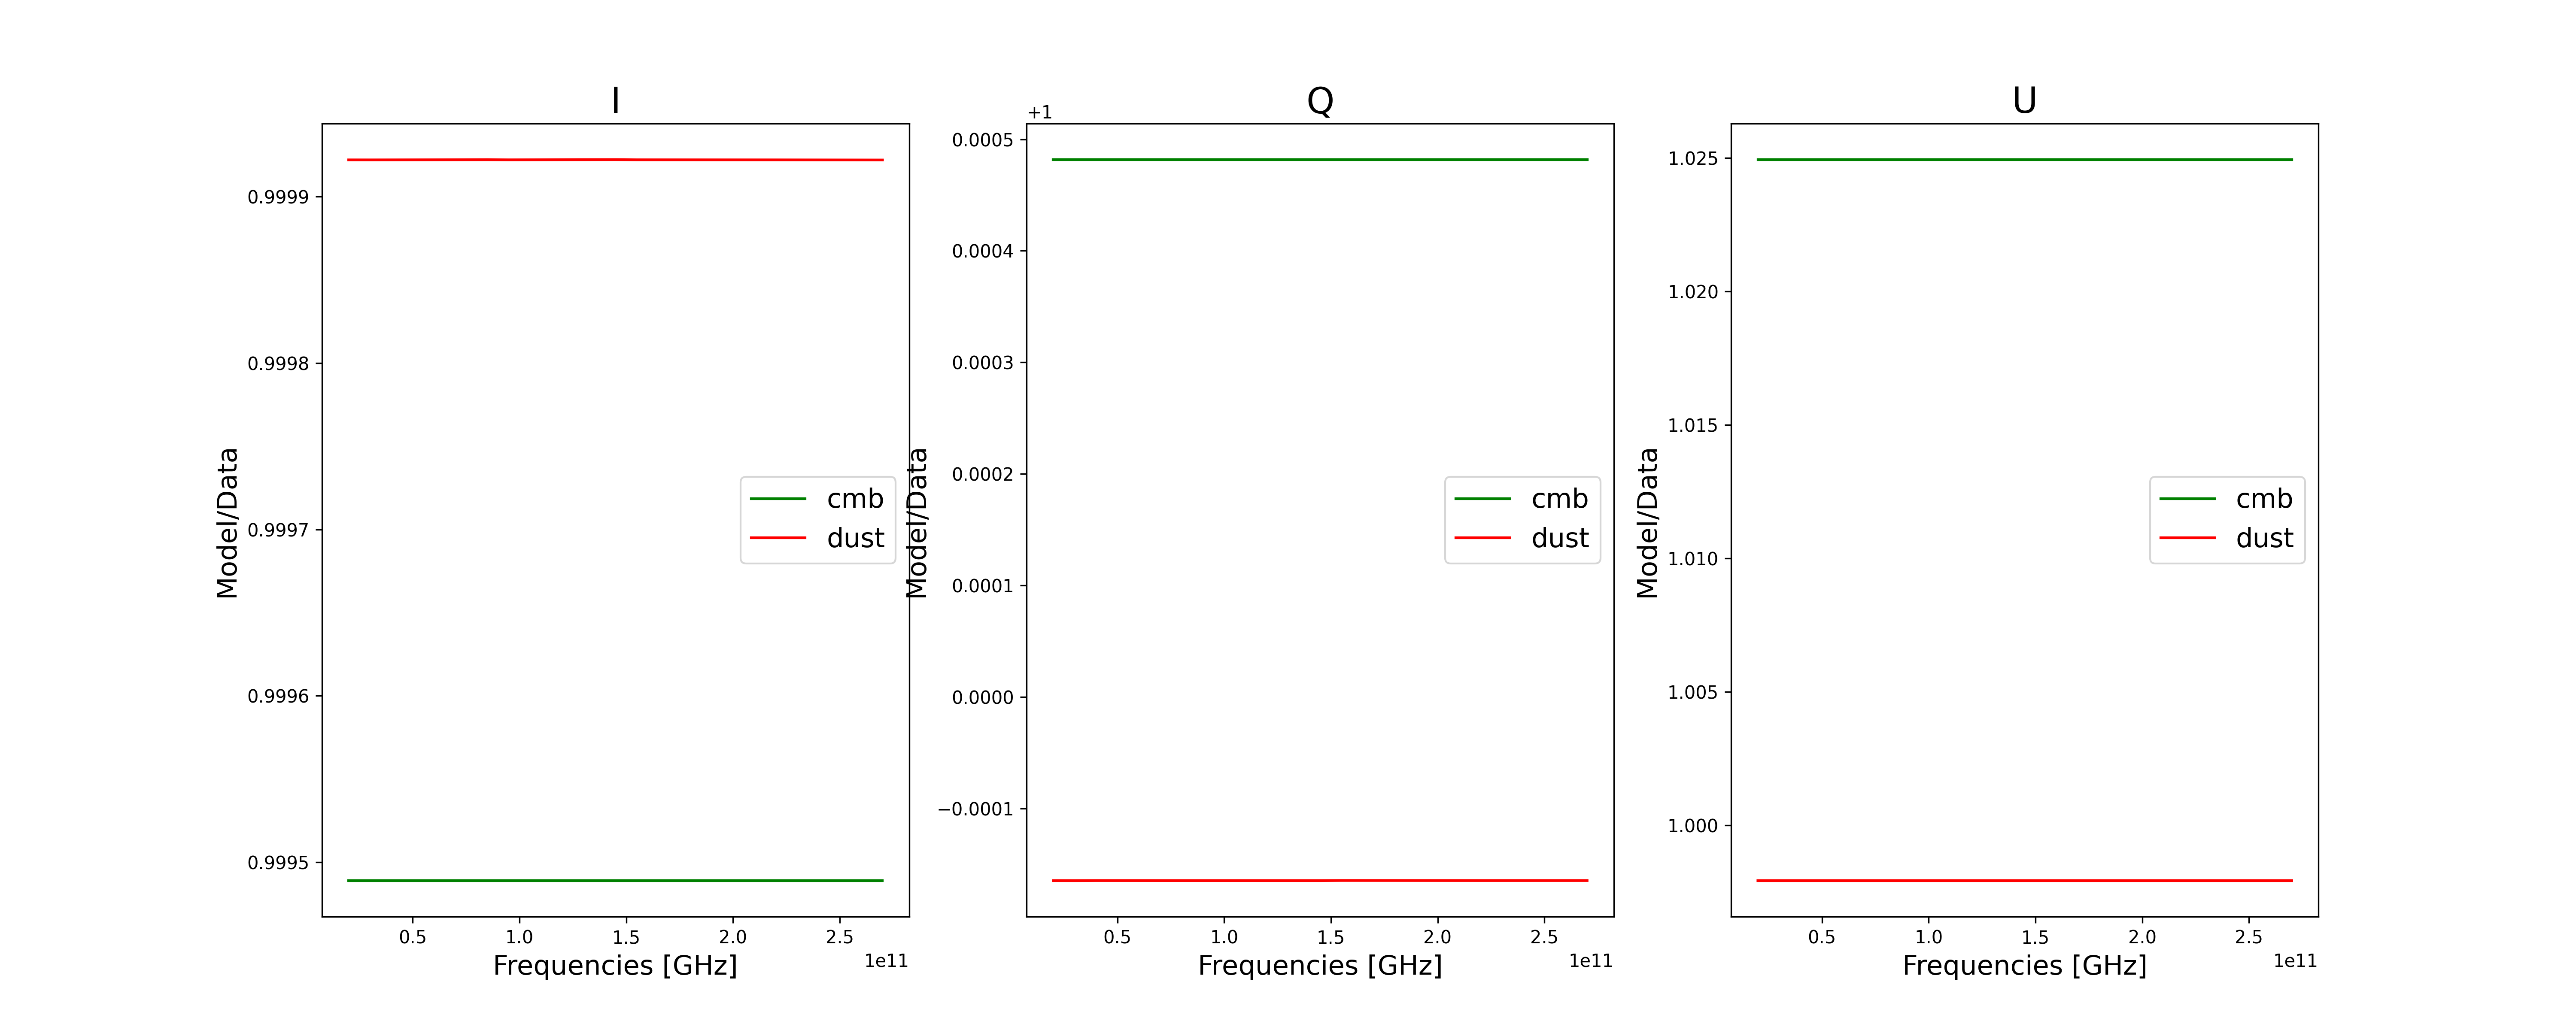 I
0.9999
0.9998
0.9997
0.9996
0.9995
Model/Data
cmb
dust
0.5 1.0 1.5 2.0 2.5
Frequencies [GHz]
1e11
Q
+1
0.0005
0.0004
0.0003
0.0002
0.0001
0.0000
−0.0001
Model/Data
cmb
dust
0.5 1.0 1.5 2.0 2.5
Frequencies [GHz]
1e11
U
1.025
1.020
1.015
1.010
1.005
1.000
Model/Data
cmb
dust
0.5 1.0 1.5 2.0 2.5
Frequencies [GHz]
1e11